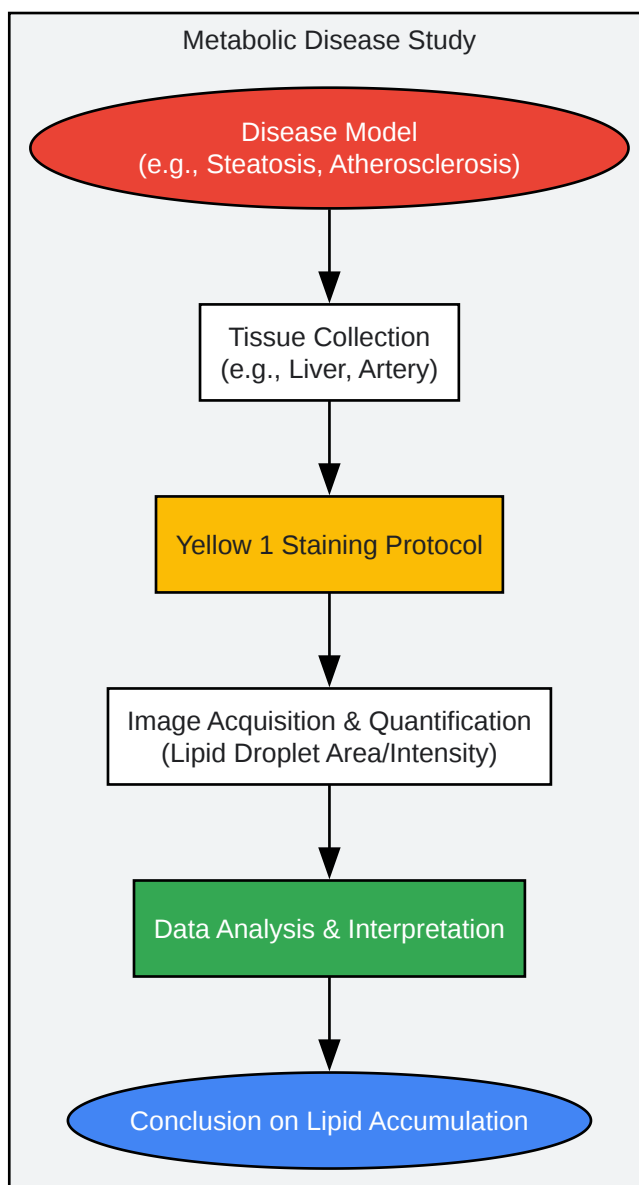 Metabolic Disease Study
Disease Model
(e.g., Steatosis, Atherosclerosis)
Tissue Collection
(e.g., Liver, Artery)
Yellow 1 Staining Protocol
Image Acquisition & Quantification
(Lipid Droplet Area/Intensity)
Data Analysis & Interpretation
Conclusion on Lipid Accumulation